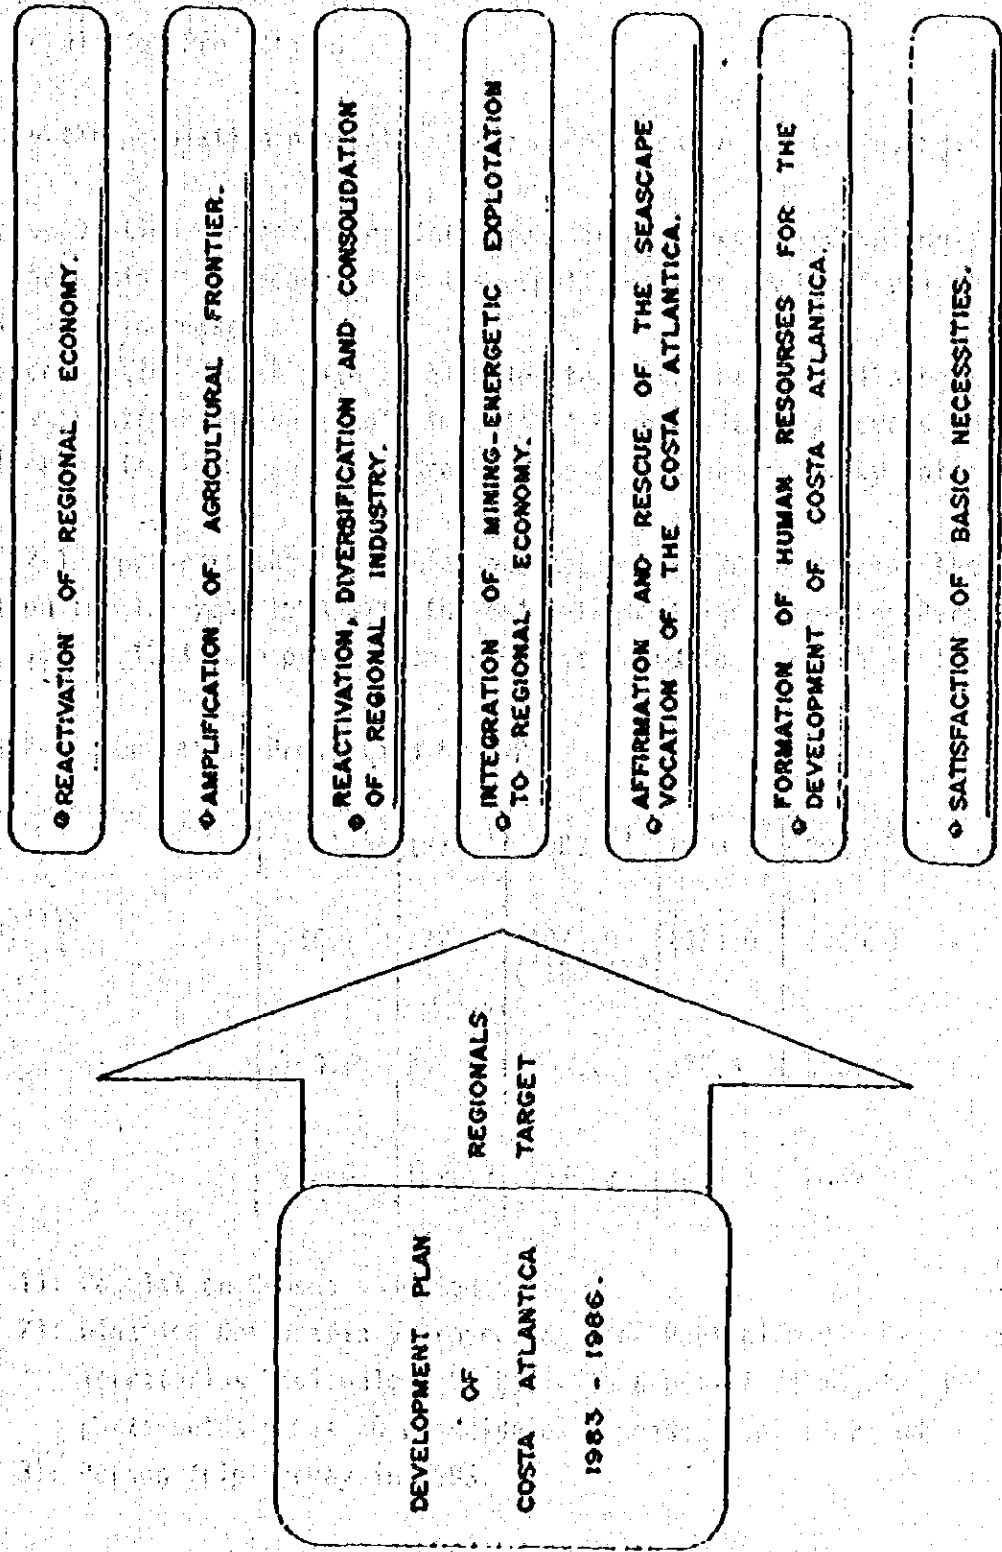 DEVELOPMENT PLAN
OF
COSTA ATLANTICA
1983 - 1986.
REGIONALS
TARGET
REACTIVATION OF REGIONAL ECONOMY.
AMPLIFICATION OF AGRICULTURAL FRONTIER.
REACTIVATION, DIVERSIFICATION AND CONSOLIDATION
OF REGIONAL INDUSTRY.
INTEGRATION OF MINING-ENERGETIC EXPLOTATION
TO REGIONAL ECONOMY.
AFFIRMATION AND RESCUE OF THE SEASCAPE
VOCATION OF THE COSTA ATLANTICA.
FORMATION OF HUMAN RESOURSES FOR THE
DEVELOPMENT OF COSTA ATLANTICA.
SATISFACTION OF BASIC NECESSITIES.